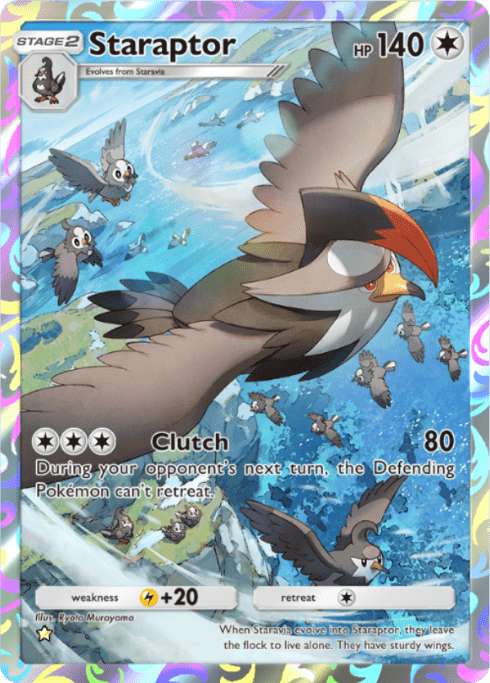 STAGE 2 Staraptor HP 140
Evolves from Staravia
Clutch 80
During your opponent's next turn, the Defending
Pokémon can't retreat.
weakness +20 retreat
Illus. Ryota Murayama
When Staravia evolve into Staraptor, they leave
the flock to live alone. They have sturdy wings.